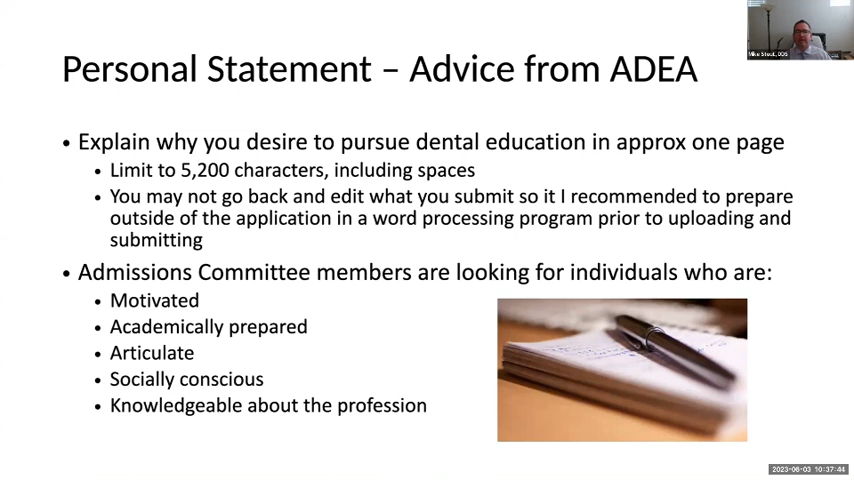 Personal Statement – Advice from ADEA
• Explain why you desire to pursue dental education in approx one page
• Limit to 5,200 characters, including spaces
• You may not go back and edit what you submit so it I recommended to prepare
outside of the application in a word processing program prior to uploading and
submitting
• Admissions Committee members are looking for individuals who are:
• Motivated
• Academically prepared
• Articulate
• Socially conscious
• Knowledgeable about the profession
2023-06-03 10:37:44